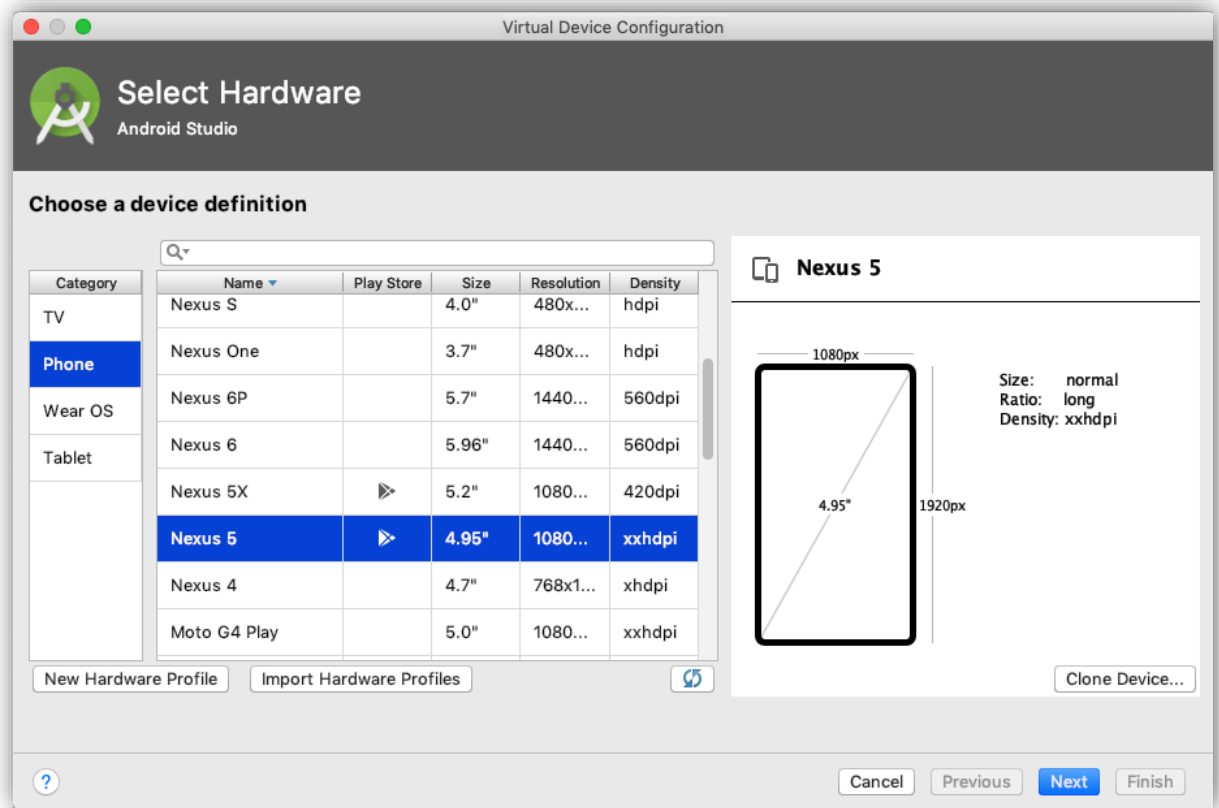 Virtual Device Configuration
Select Hardware
Android Studio
Choose a device definition
Category
TV
Phone
Wear OS
Tablet
Name Play Store Size Resolution Density
Nexus S 4.0" 480x... hdpi
Nexus One 3.7" 480x... hdpi
Nexus 6P 5.7" 1440... 560dpi
Nexus 6 5.96" 1440... 560dpi
Nexus 5X 5.2" 1080... 420dpi
Nexus 5 4.95" 1080... xxhdpi
Nexus 4 4.7" 768x1... xhdpi
Moto G4 Play 5.0" 1080... xxhdpi
New Hardware Profile Import Hardware Profiles
Nexus 5
1080px
4.95"
1920px
Size: normal
Ratio: long
Density: xxhdpi
Clone Device...
? Cancel Previous Next Finish